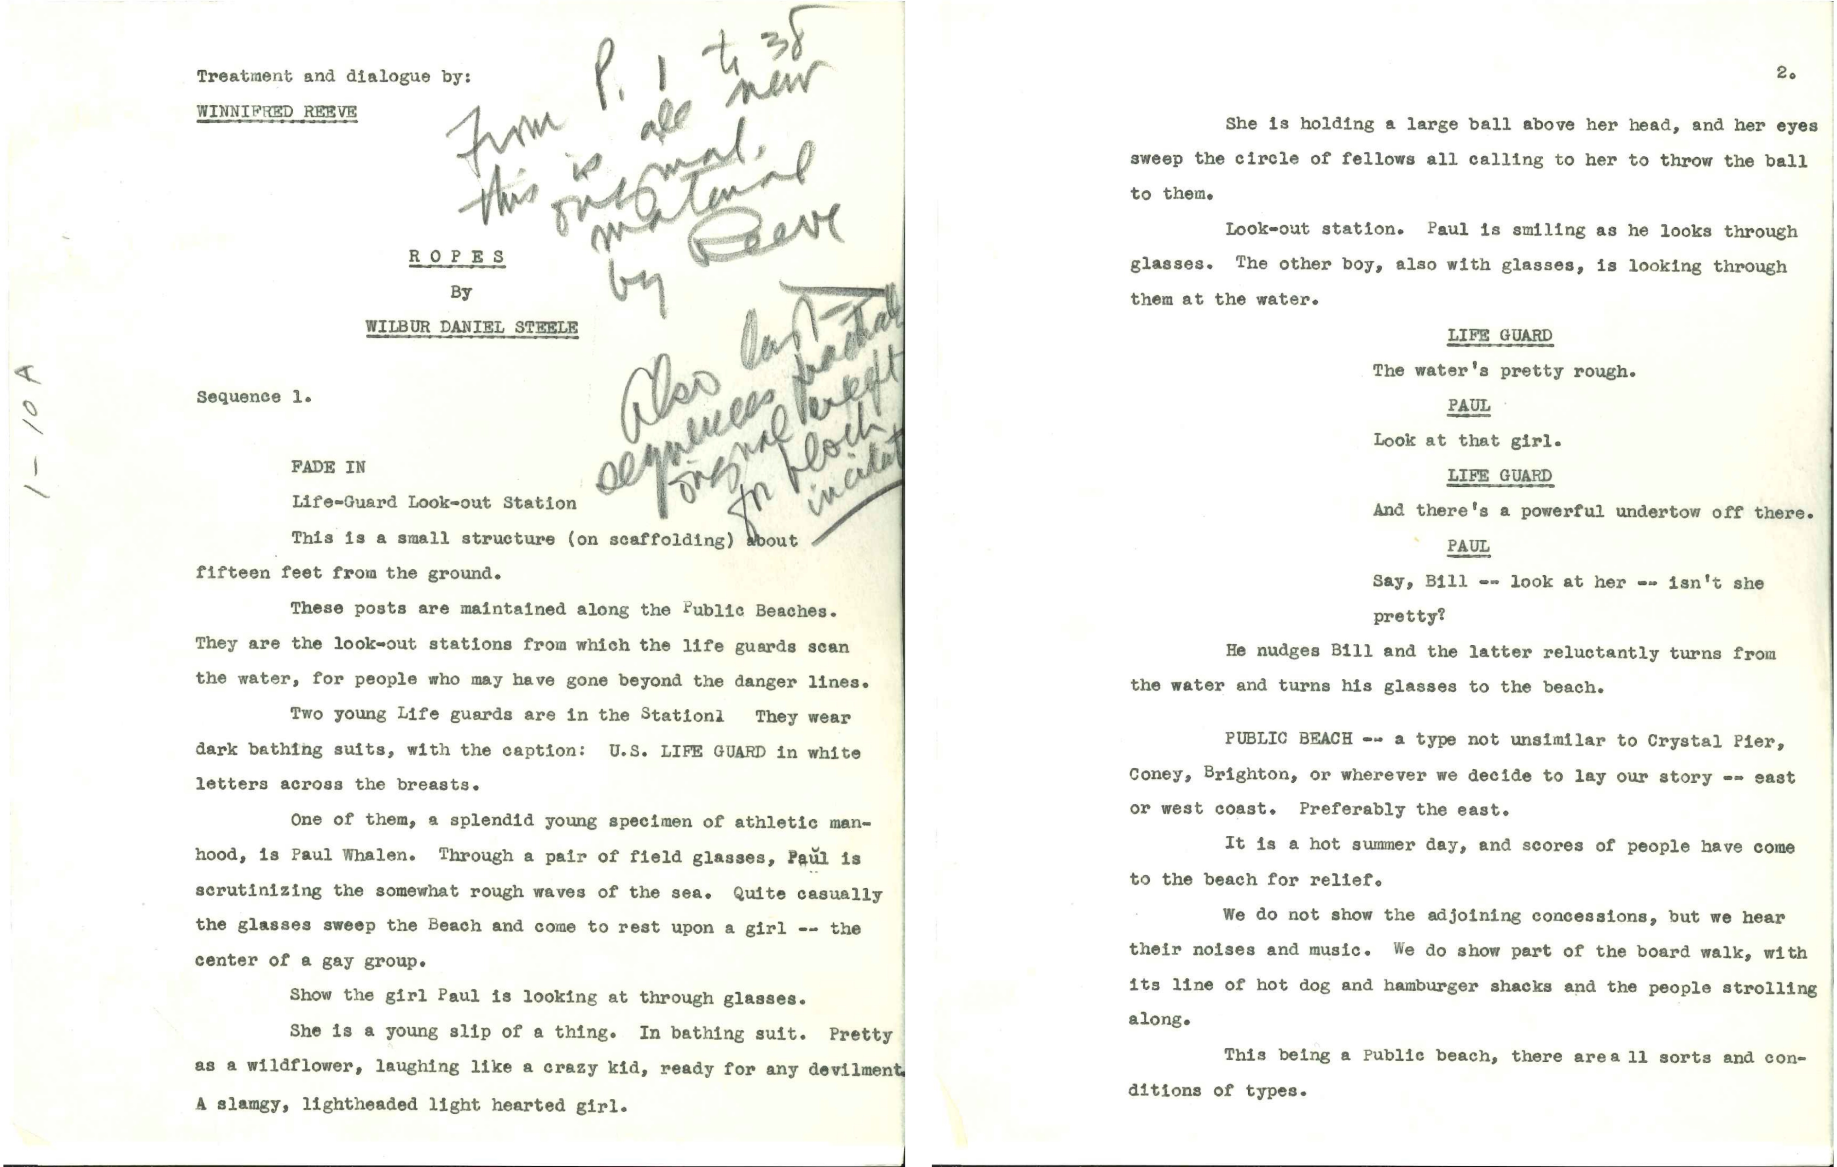 Treatment and dialogue by:
WINNIFRED REEVE
From P. 1 to 38
this is all new
original
material
by Reeve
ROPES
By
WILBUR DANIEL STEELE
Also last
sequences practically
original except
for block
incident
1-10 A
Sequence 1.
FADE IN
Life-Guard Look-out Station
This is a small structure (on scaffolding) about
fifteen feet from the ground.
These posts are maintained along the Public Beaches.
They are the look-out stations from which the life guards scan
the water, for people who may have gone beyond the danger lines.
Two young Life guards are in the Station1 They wear
dark bathing suits, with the caption: U.S. LIFE GUARD in white
letters across the breasts.
One of them, a splendid young specimen of athletic man-
hood, is Paul Whalen. Through a pair of field glasses, Paul is
scrutinizing the somewhat rough waves of the sea. Quite casually
the glasses sweep the Beach and come to rest upon a girl -- the
center of a gay group.
Show the girl Paul is looking at through glasses.
She is a young slip of a thing. In bathing suit. Pretty
as a wildflower, laughing like a crazy kid, ready for any devilment.
A slamgy, lightheaded light hearted girl.
2.
She is holding a large ball above her head, and her eyes
sweep the circle of fellows all calling to her to throw the ball
to them.
Look-out station. Paul is smiling as he looks through
glasses. The other boy, also with glasses, is looking through
them at the water.
LIFE GUARD
The water's pretty rough.
PAUL
Look at that girl.
LIFE GUARD
And there's a powerful undertow off there.
PAUL
Say, Bill -- look at her -- isn't she
pretty?
He nudges Bill and the latter reluctantly turns from
the water and turns his glasses to the beach.
PUBLIC BEACH -- a type not unsimilar to Crystal Pier,
Coney, Brighton, or wherever we decide to lay our story -- east
or west coast. Preferably the east.
It is a hot summer day, and scores of people have come
to the beach for relief.
We do not show the adjoining concessions, but we hear
their noises and music. We do show part of the board walk, with
its line of hot dog and hamburger shacks and the people strolling
along.
This being a Public beach, there area ll sorts and con-
ditions of types.